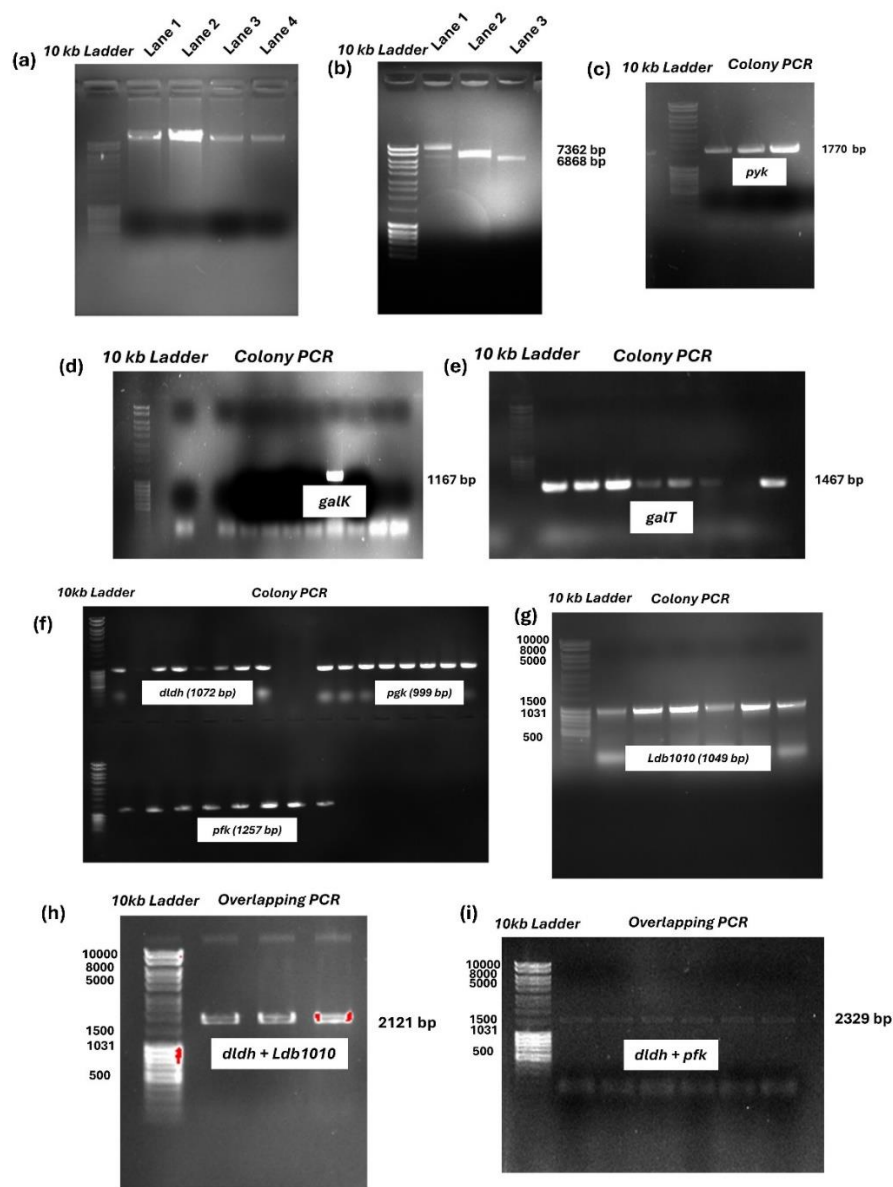 (a)
10 kb Ladder
Lane 1
Lane 2
Lane 3
Lane 4
(b)
10 kb Ladder
Lane 1
Lane 2
Lane 3
7362 bp
6868 bp
(c)
10 kb Ladder Colony PCR
1770 bp
pyk
(d)
10 kb Ladder Colony PCR
1167 bp
galK
(e)
10 kb Ladder Colony PCR
1467 bp
galT
(f)
10kb Ladder Colony PCR
dldh (1072 bp)
pgk (999 bp)
pfk (1257 bp)
(g)
10kb Ladder Colony PCR
10000
8000
5000
1500
1031
500
Ldb1010 (1049 bp)
(h)
10kb Ladder Overlapping PCR
10000
8000
5000
1500
1031
500
2121 bp
dldh + Ldb1010
(i)
10kb Ladder Overlapping PCR
10000
8000
5000
1500
1031
500
2329 bp
dldh + pfk